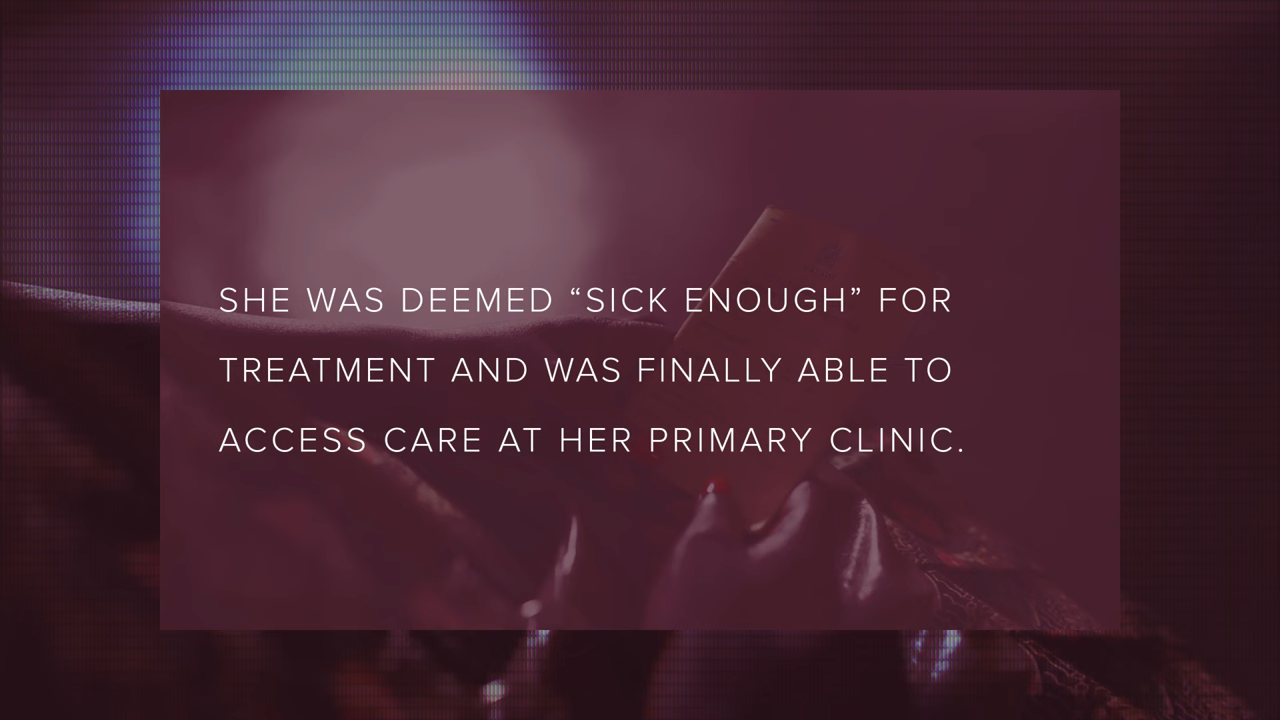 SHE WAS DEEMED “SICK ENOUGH” FOR
TREATMENT AND WAS FINALLY ABLE TO
ACCESS CARE AT HER PRIMARY CLINIC.